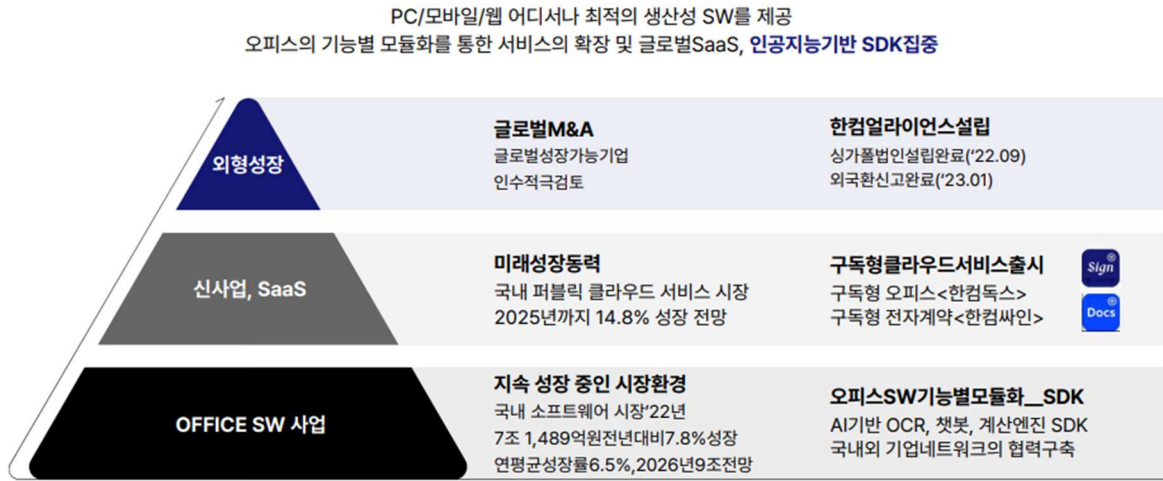 PC/모바일/웹 어디서나 최적의 생산성 SW를 제공
오피스의 기능별 모듈화를 통한 서비스의 확장 및 글로벌SaaS, 인공지능기반 SDK집중
외형성장
글로벌M&A
글로벌성장가능기업
인수적극검토
한컴얼라이언스설립
싱가폴법인설립완료('22.09)
외국환신고완료('23.01)
신사업, SaaS
미래성장동력
국내 퍼블릭 클라우드 서비스 시장
2025년까지 14.8% 성장 전망
구독형클라우드서비스출시
구독형 오피스<한컴독스>
구독형 전자계약<한컴싸인>
Sign
Docs
OFFICE SW 사업
지속 성장 중인 시장환경
국내 소프트웨어 시장'22년
7조 1,489억원전년대비7.8%성장
연평균성장률6.5%,2026년9조전망
오피스SW기능별모듈화__SDK
AI기반 OCR, 챗봇, 계산엔진 SDK
국내외 기업네트워크의 협력구축